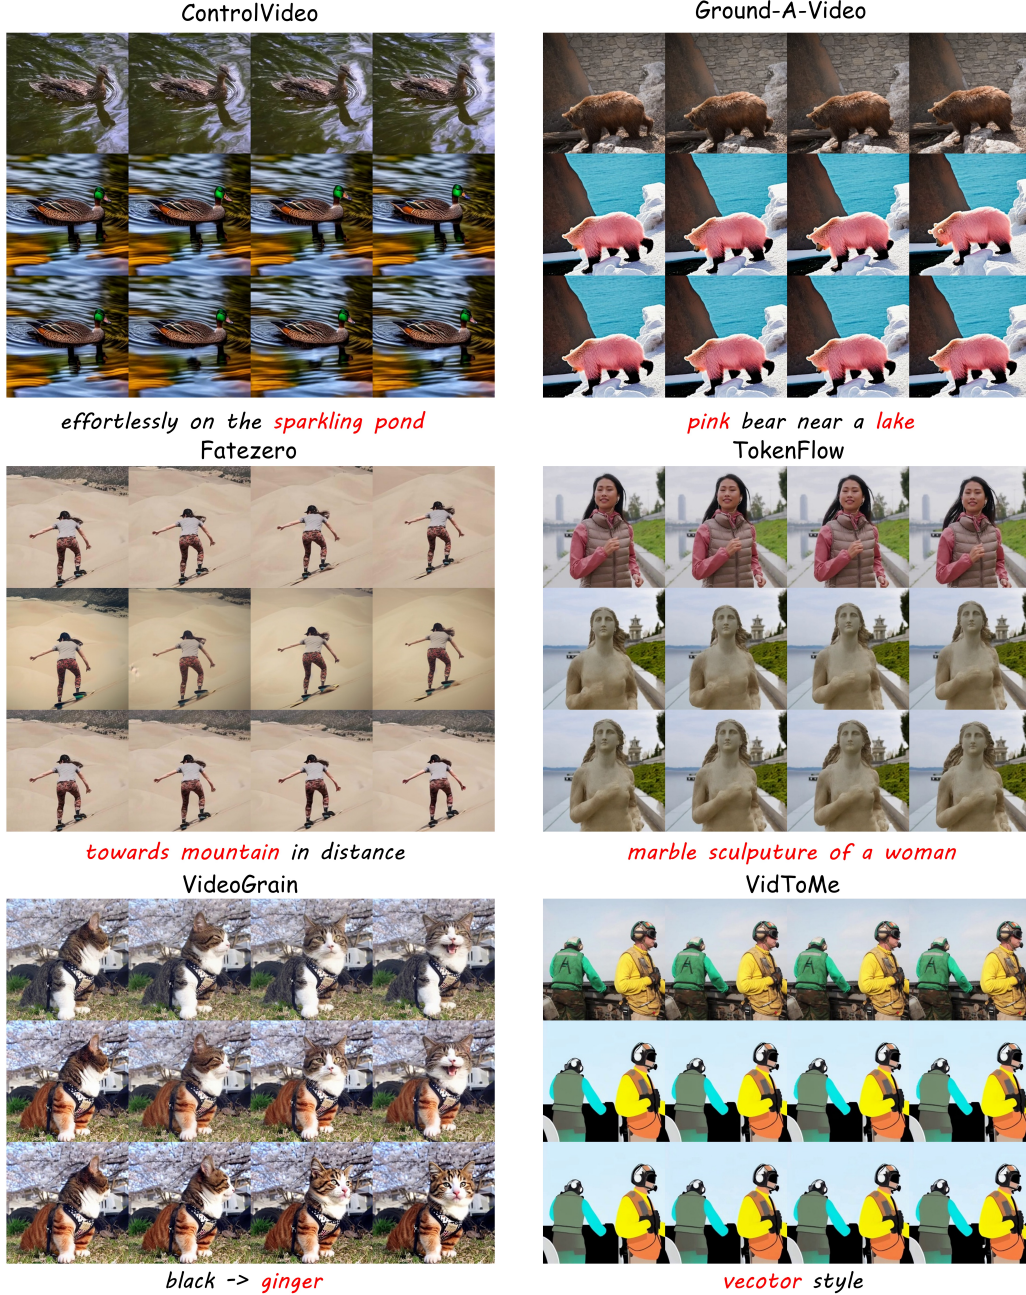 ControlVideo
Ground-A-Video
effortlessly on the sparkling pond
pink bear near a lake
Fatezero
TokenFlow
towards mountain in distance
marble sculputure of a woman
VideoGrain
VidToMe
A A A
black -> ginger
vecotor style